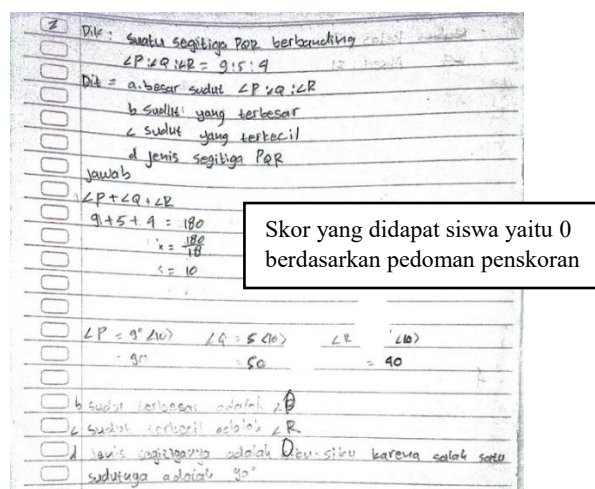 2
Dik: suatu segitiga PQR berbanding
∠P:∠Q:∠R = 9:5:4
Dit = a. besar sudut ∠P:∠Q:∠R
b sudut yang terbesar
c sudut yang terkecil
d jenis segitiga PQR
jawab
∠P+∠Q+∠R
9+5+4 = 180
x = 180/18
= 10
Skor yang didapat siswa yaitu 0
berdasarkan pedoman penskoran
∠P = 9 (10) ∠Q = 5 (10) ∠R (10)
= 50 = 40
b sudut terbesar adalah ∠
c sudut terkecil adalah ∠R
d jenis adalah siku-siku karena salah satu
adalah 90°